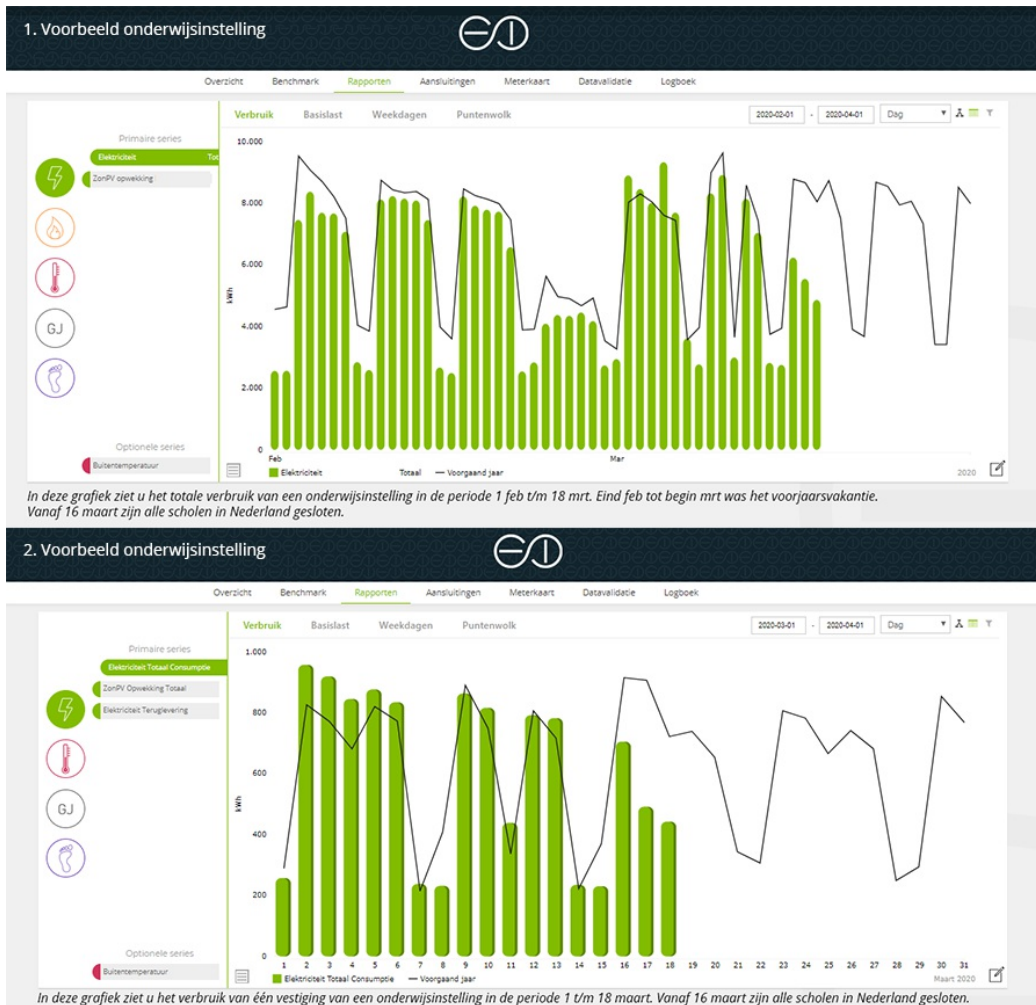 1. Voorbeeld onderwijsinstelling
Overzicht Benchmark Rapporten Aansluitingen Meterkaart Datavalidatie Logboek
Verbruik Basislast Weekdagen Puntenwolk 2020-02-01 - 2020-04-01 Dag
Primaire series
Elektriciteit Tot
ZonPV opwekking
GJ
Optionele series
Buitentemperatuur
10.000
8.000
6.000
4.000
2.000
0
kWh
Feb Mar
Elektriciteit Totaal Voorgaand jaar 2020
In deze grafiek ziet u het totale verbruik van een onderwijsinstelling in de periode 1 feb t/m 18 mrt. Eind feb tot begin mrt was het voorjaarsvakantie.
Vanaf 16 maart zijn alle scholen in Nederland gesloten.
2. Voorbeeld onderwijsinstelling
Overzicht Benchmark Rapporten Aansluitingen Meterkaart Datavalidatie Logboek
Verbruik Basislast Weekdagen Puntenwolk 2020-03-01 - 2020-04-01 Dag
Primaire series
Elektriciteit Totaal Consumptie
ZonPV Opwekking Totaal
Elektriciteit Teruglevering
GJ
Optionele series
Buitentemperatuur
1.000
800
600
400
200
0
kWh
1 2 3 4 5 6 7 8 9 10 11 12 13 14 15 16 17 18 19 20 21 22 23 24 25 26 27 28 29 30 31
Elektriciteit Totaal Consumptie Voorgaand jaar Maart 2020
In deze grafiek ziet u het verbruik van één vestiging van een onderwijsinstelling in de periode 1 t/m 18 maart. Vanaf 16 maart zijn alle scholen in Nederland gesloten.